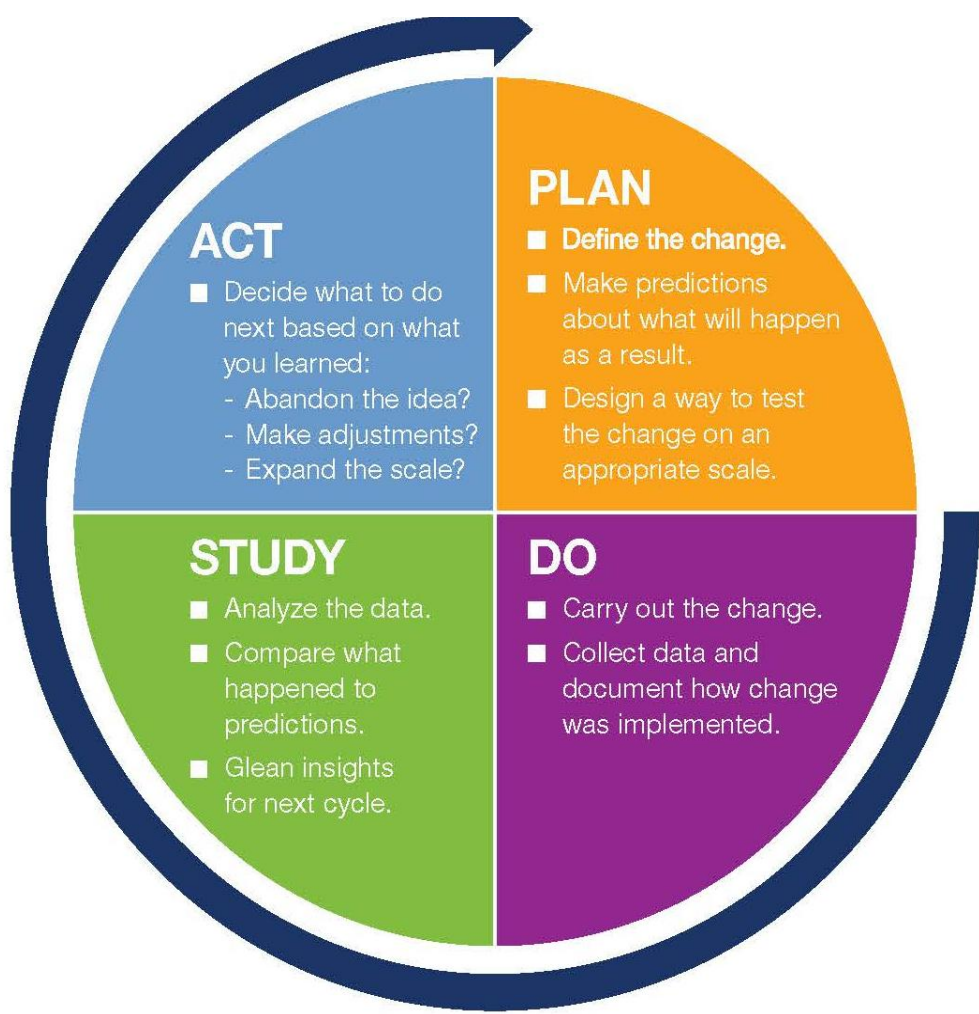 PLAN
■ Define the change.
■ Make predictions
about what will happen
as a result.
■ Design a way to test
the change on an
appropriate scale.
DO
■ Carry out the change.
■ Collect data and
document how change
was implemented.
STUDY
■ Analyze the data.
■ Compare what
happened to
predictions.
■ Glean insights
for next cycle.
ACT
■ Decide what to do
next based on what
you learned:
- Abandon the idea?
- Make adjustments?
- Expand the scale?